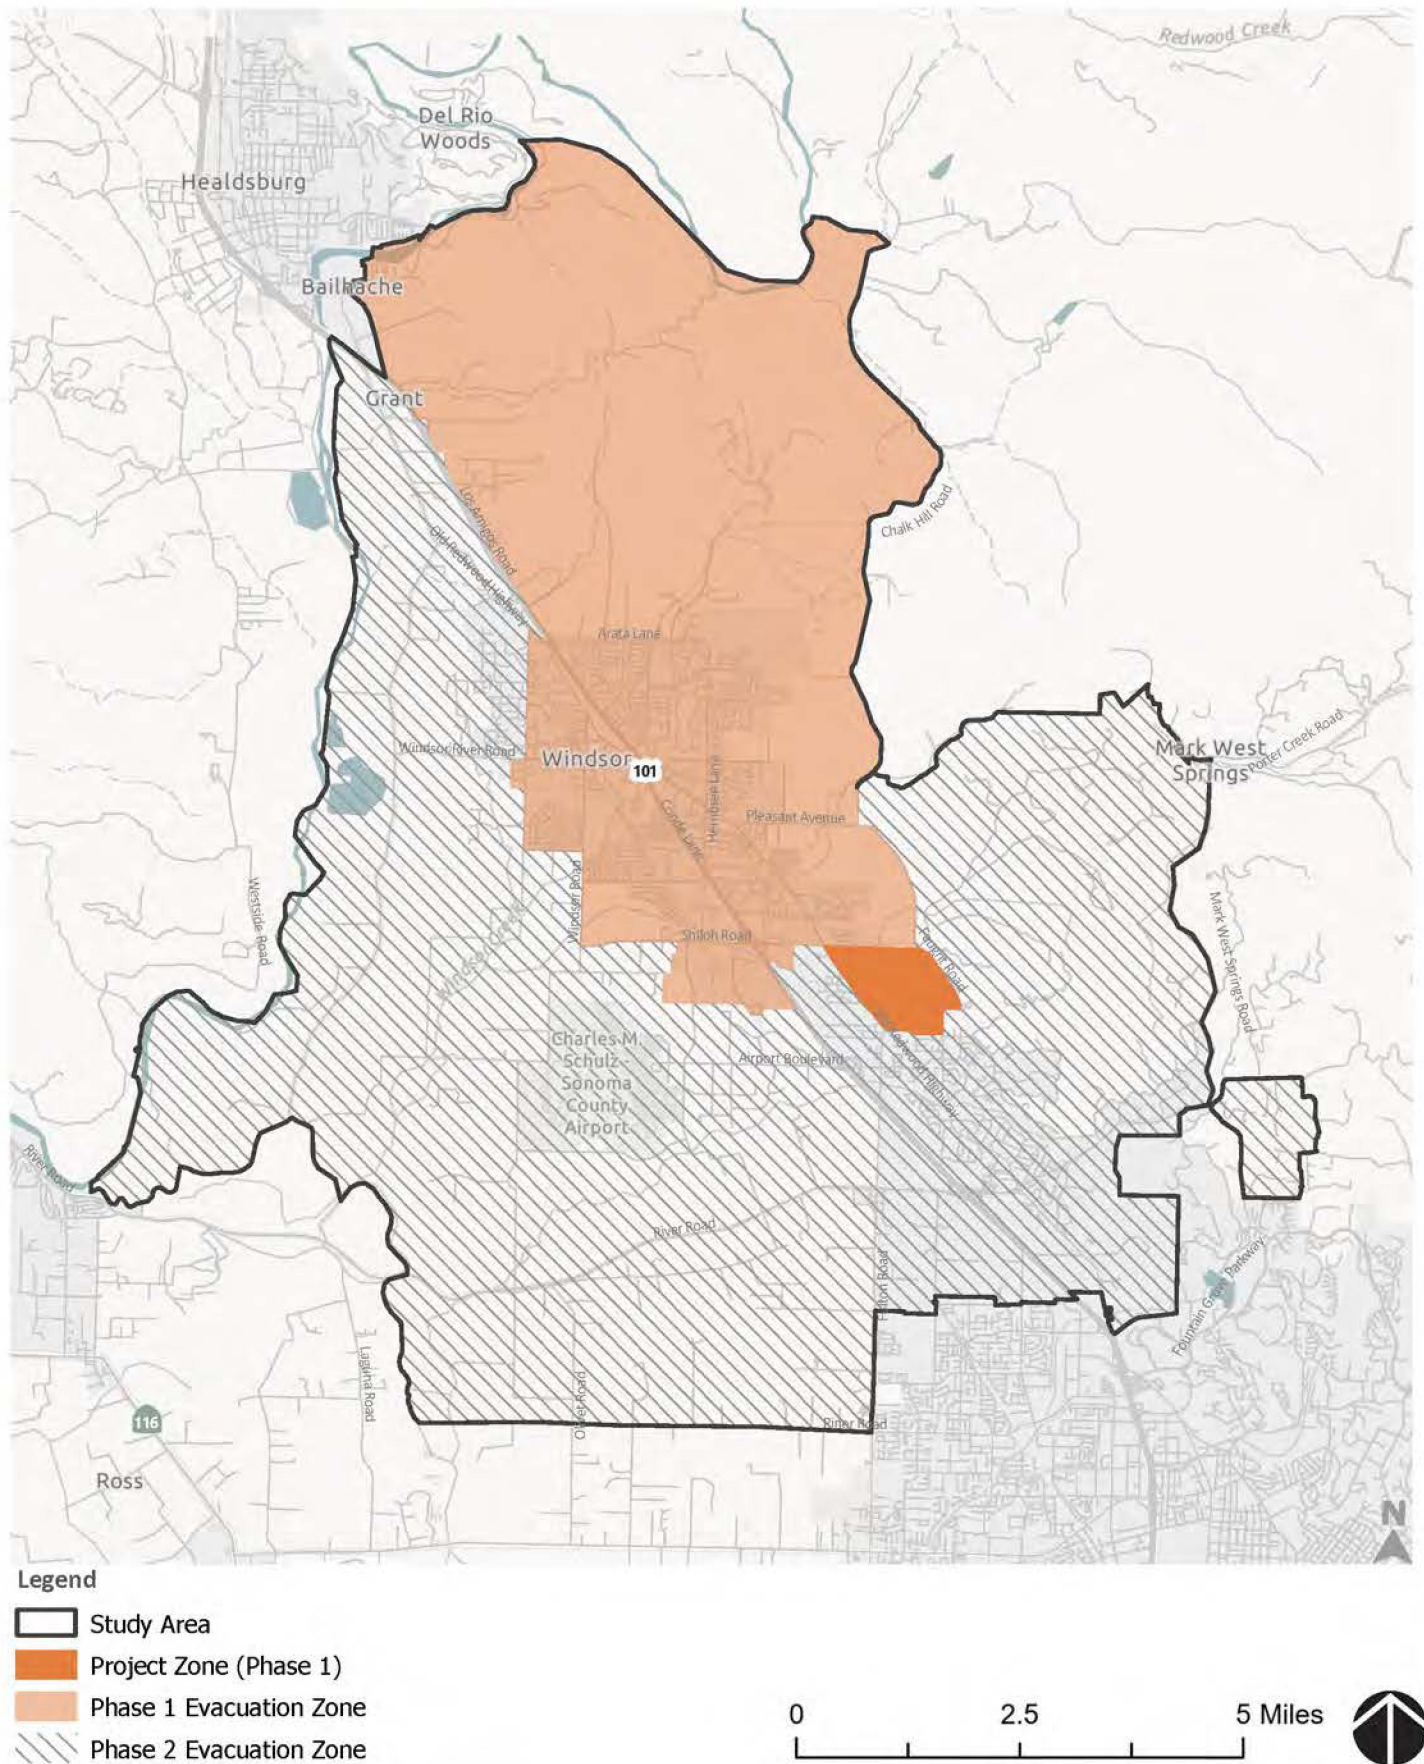 Redwood Creek
Del Rio
Woods
Healdsburg
Bailhache
Grant
Los Amigos Road
Old Redwood Highway
Chalk Hill Road
Arata Lane
Windsor River Road
Windsor
101
Hembree Lane
Conde Lane
Pleasant Avenue
Mark West
Springs
Porter Creek Road
Westside Road
Windsor Road
Windsor Creek
Shiloh Road
Faught Road
Mark West Springs Road
Charles M.
Schulz -
Sonoma
County
Airport
Airport Boulevard
Redwood Highway
River Road
River Road
Fulton Road
Fountain Grove Parkway
Laguna Road
Olivet Road
Piner Road
116
Ross
N
Legend
Study Area
Project Zone (Phase 1)
Phase 1 Evacuation Zone
Phase 2 Evacuation Zone
0 2.5 5 Miles